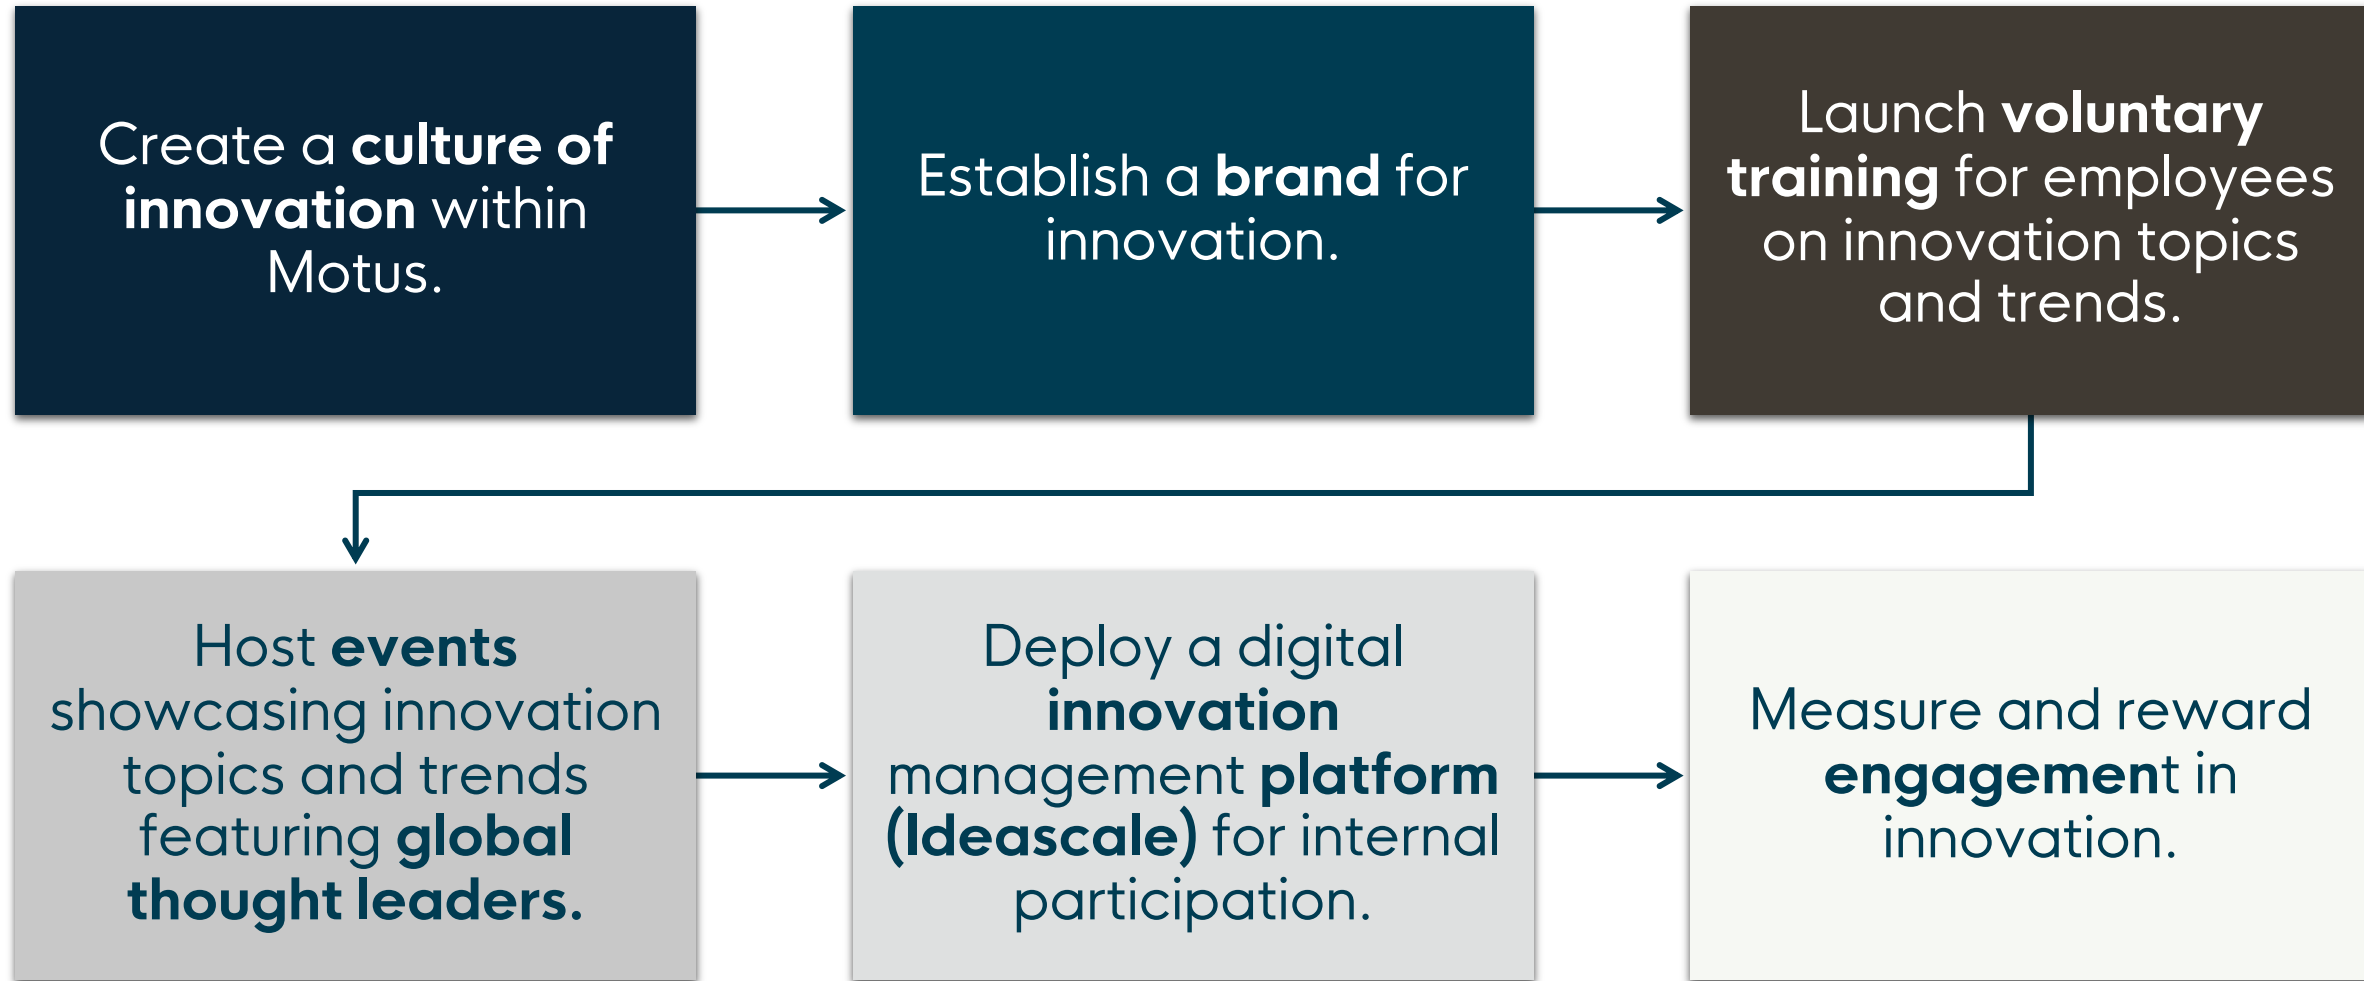 Create a culture of
innovation within
Motus.
Establish a brand for
innovation.
Launch voluntary
training for employees
on innovation topics
and trends.
Host events
showcasing innovation
topics and trends
featuring global
thought leaders.
Deploy a digital
innovation
management platform
(Ideascale) for internal
participation.
Measure and reward
engagement in
innovation.